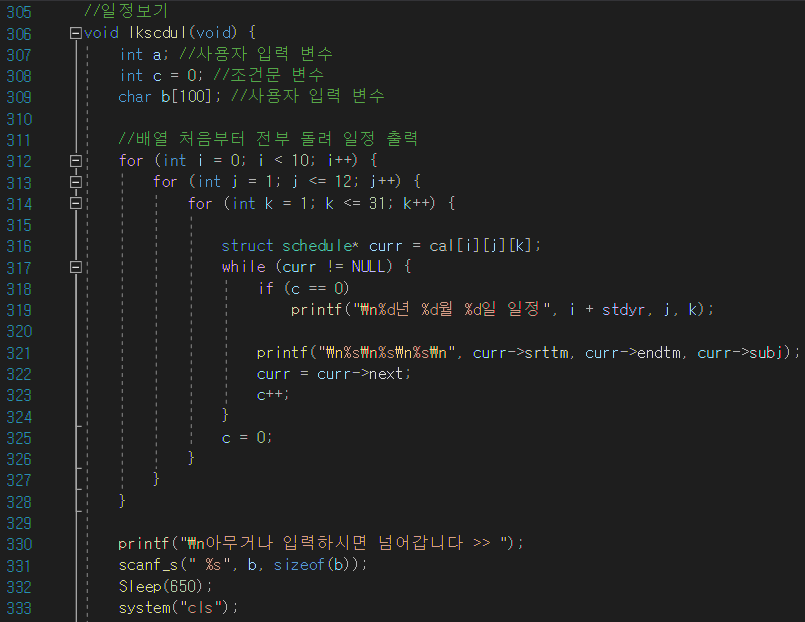 305 //일정보기
306 void lkscdul(void) {
307 int a; //사용자 입력 변수
308 int c = 0; //조건문 변수
309 char b[100]; //사용자 입력 변수
310
311 //배열 처음부터 전부 돌려 일정 출력
312 for (int i = 0; i < 10; i++) {
313 for (int j = 1; j <= 12; j++) {
314 for (int k = 1; k <= 31; k++) {
315
316 struct schedule* curr = cal[i][j][k];
317 while (curr != NULL) {
318 if (c == 0)
319 printf("₩n%d년 %d월 %d일 일정", i + stdyr, j, k);
320
321 printf("₩n%s₩n%s₩n%s₩n", curr->srttm, curr->endtm, curr->subj);
322 curr = curr->next;
323 c++;
324 }
325 c = 0;
326 }
327 }
328 }
329
330 printf("₩n아무거나 입력하시면 넘어갑니다 >> ");
331 scanf_s(" %s", b, sizeof(b));
332 Sleep(650);
333 system("cls");